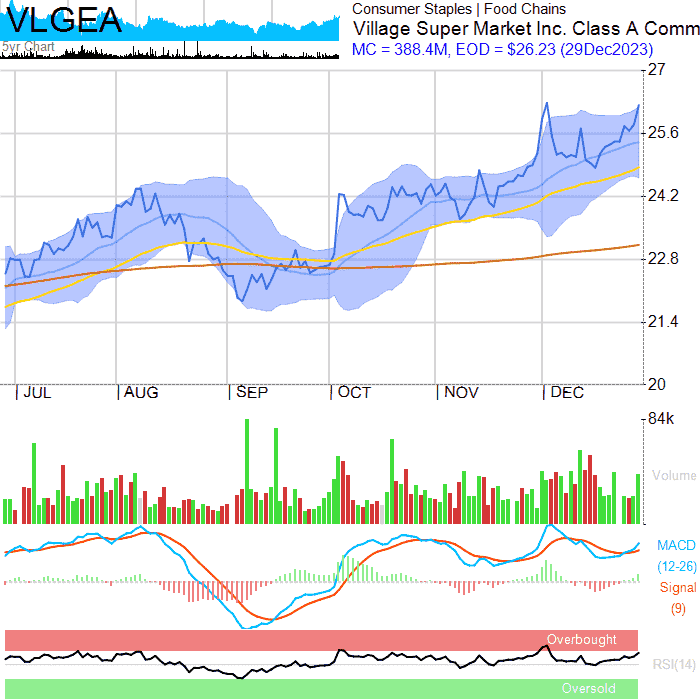 VLGEA
5yr Chart
Consumer Staples | Food Chains
Village Super Market Inc. Class A Comm
MC = 388.4M, EOD = $26.23 (29Dec2023)
27
25.6
24.2
22.8
21.4
20
JUL AUG SEP OCT NOV DEC
84k
Volume
MACD
(12-26)
Signal
(9)
Overbought
RSI(14)
Oversold